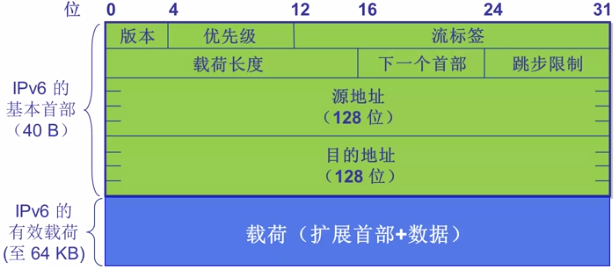 位 0 4 12 16 24 31
版本 优先级 流标签
载荷长度 下一个首部 跳步限制
IPv6 的
基本首部
（40 B）
源地址
（128 位）
目的地址
（128 位）
IPv6 的
有效载荷
(至 64 KB)
载荷（扩展首部+数据）